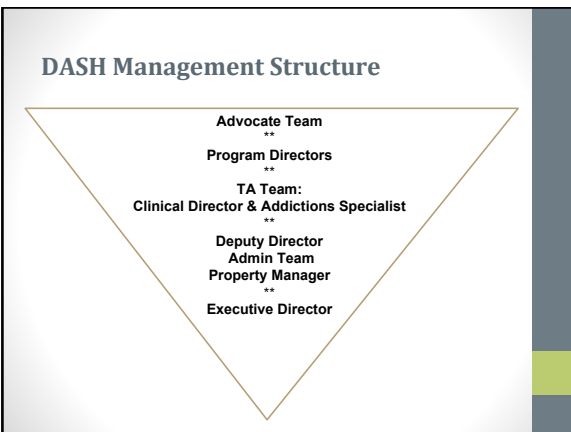 DASH Management Structure
Advocate Team
**
Program Directors
**
TA Team:
Clinical Director & Addictions Specialist
**
Deputy Director
Admin Team
Property Manager
**
Executive Director